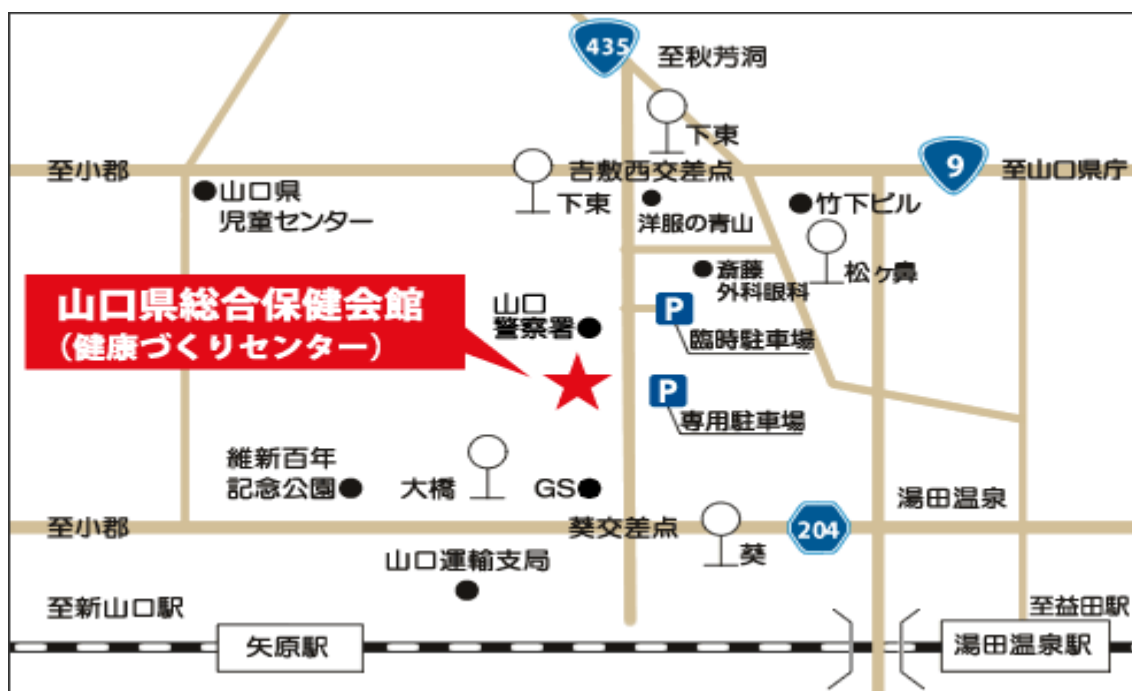 435
至秋芳洞
下東
至小郡
吉敷西交差点
9
至山口県庁
山口県
児童センター
下東
洋服の青山
竹下ビル
斎藤
外科眼科
松ヶ鼻
山口県総合保健会館
(健康づくりセンター)
山口
警察署
P
臨時駐車場
P
専用駐車場
維新百年
記念公園
大橋
GS
湯田温泉
至小郡
葵交差点
204
葵
山口運輸支局
至新山口駅
至益田駅
矢原駅
湯田温泉駅